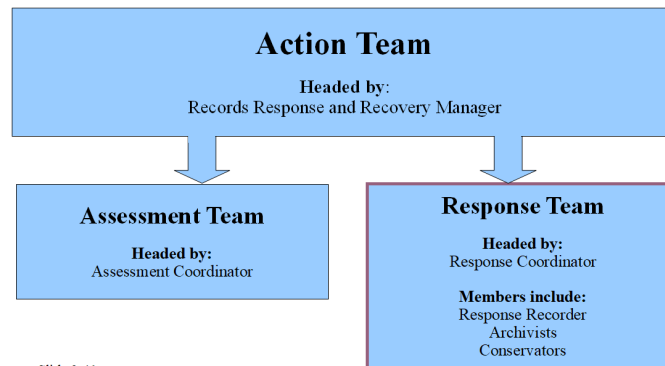 Action Team
Headed by:
Records Response and Recovery Manager
Assessment Team
Headed by:
Assessment Coordinator
Response Team
Headed by:
Response Coordinator
Members include:
Response Recorder
Archivists
Conservators